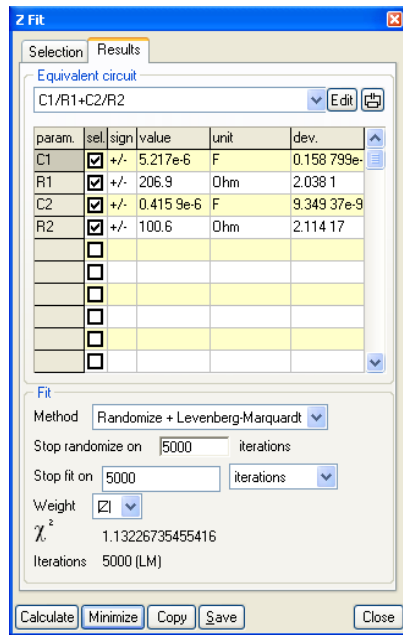 Z Fit
Selection Results
Equivalent circuit
C1/R1+C2/R2 Edit
param. sel. sign value unit dev.
C1 +/- 5.217e-6 F 0.158 799e-
R1 +/- 206.9 Ohm 2.038 1
C2 +/- 0.415 9e-6 F 9.349 37e-9
R2 +/- 100.6 Ohm 2.114 17
Fit
Method Randomize + Levenberg-Marquardt
Stop randomize on 5000 iterations
Stop fit on 5000 iterations
Weight |Z|
χ² 1.13226735455416
Iterations 5000 (LM)
Calculate Minimize Copy Save Close